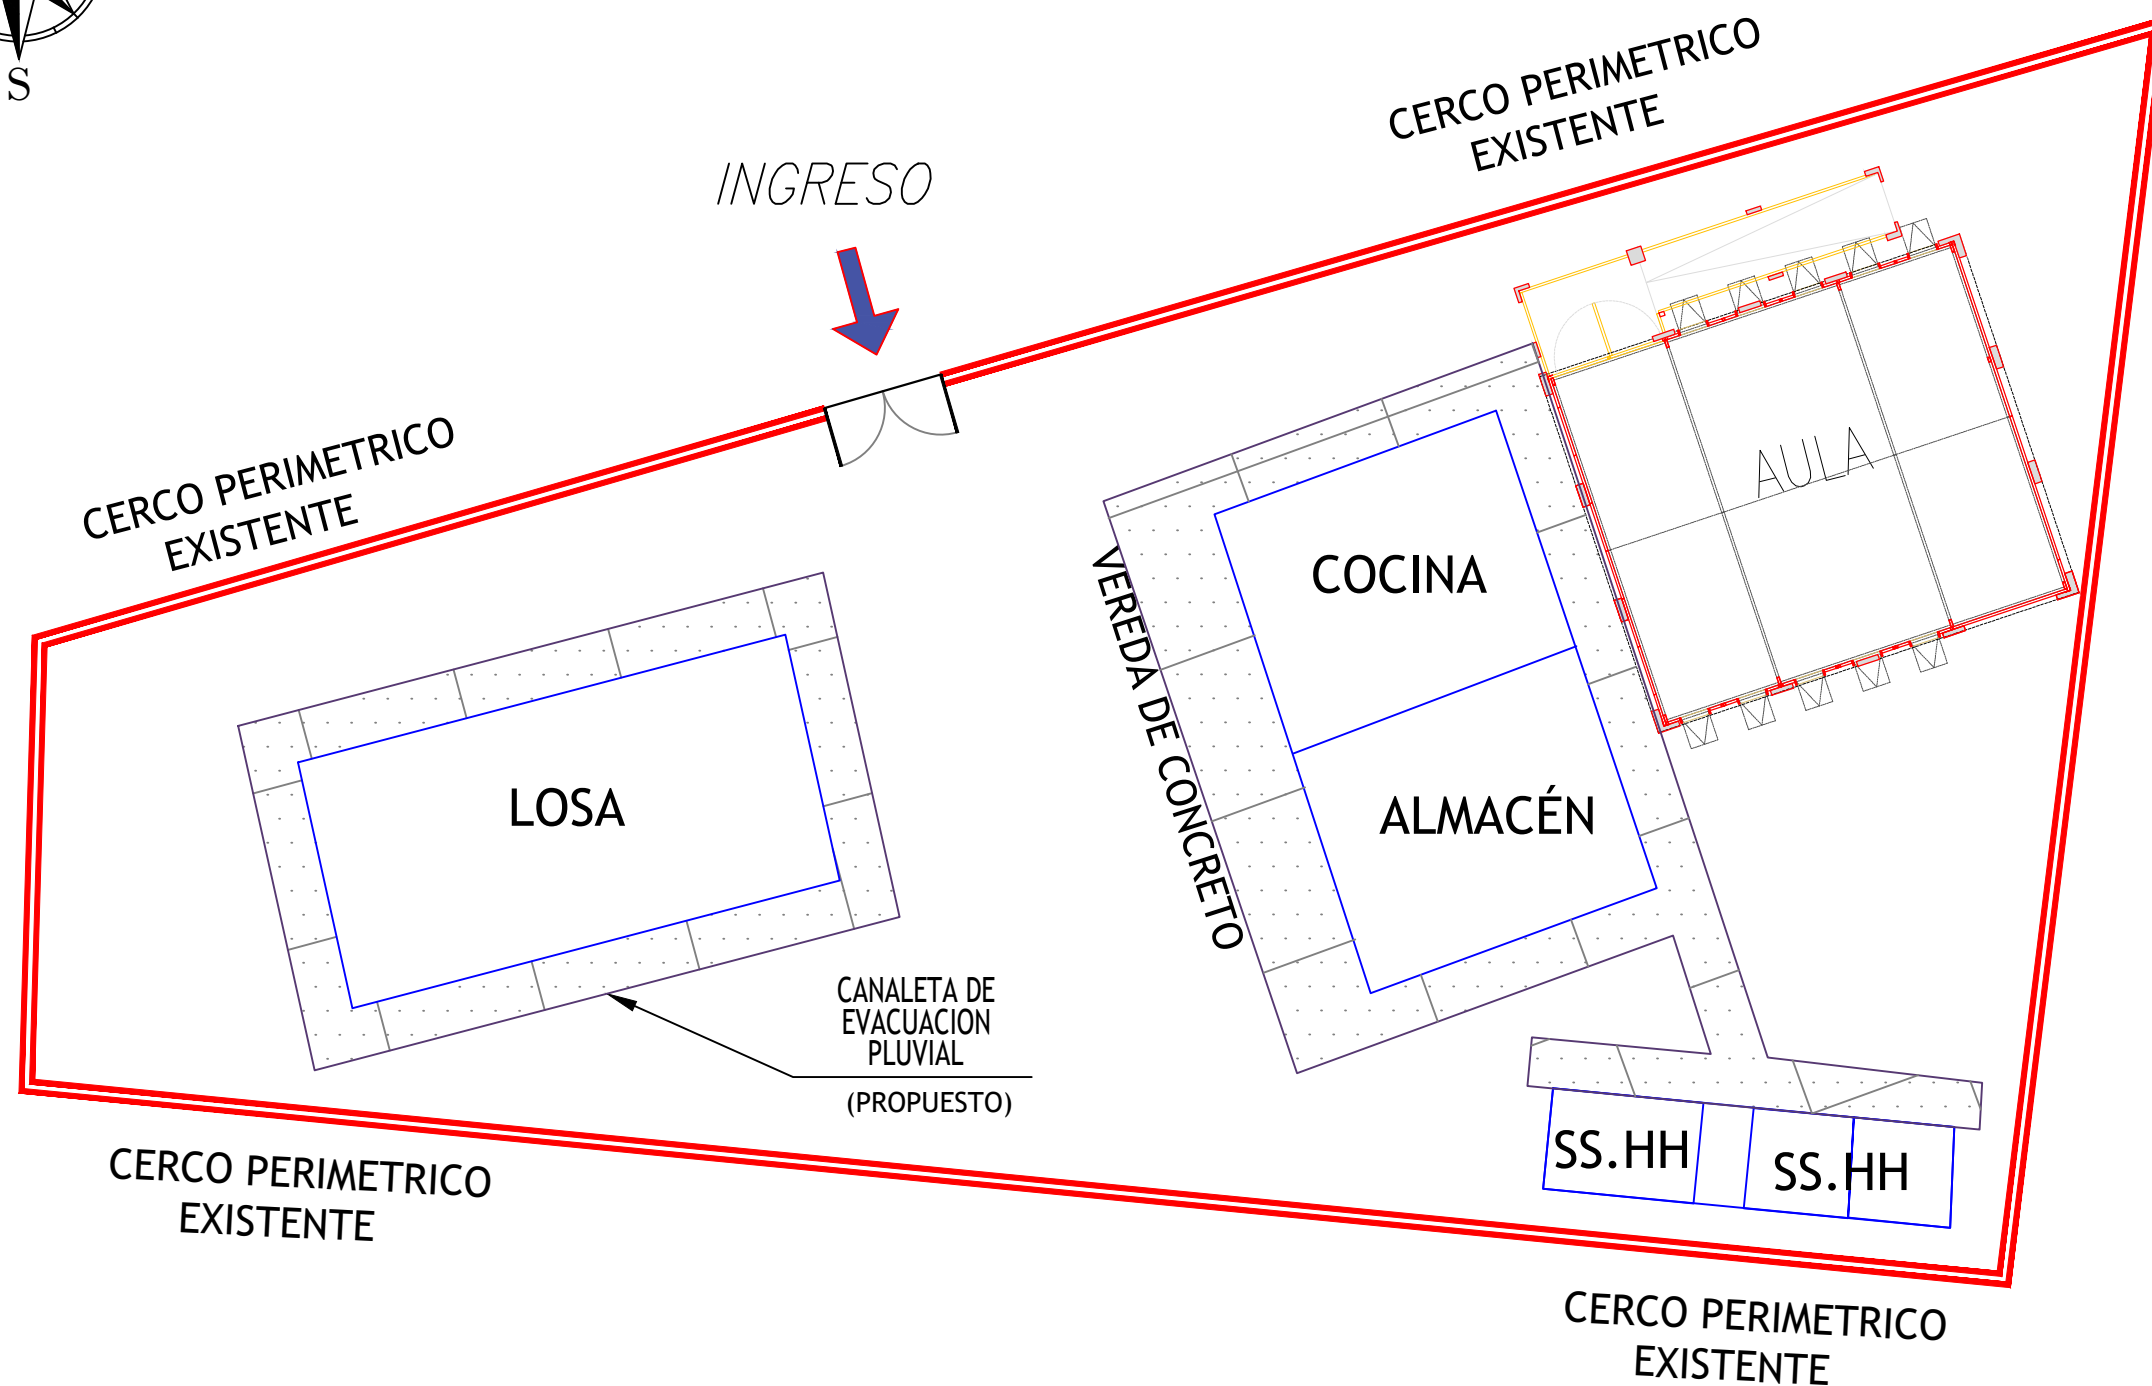 S
CERCO PERIMETRICO
EXISTENTE
INGRESO
CERCO PERIMETRICO
EXISTENTE
AULA
COCINA
VEREDA DE CONCRETO
LOSA
ALMACÉN
CANALETA DE
EVACUACION
PLUVIAL
(PROPUESTO)
SS.HH
SS.HH
CERCO PERIMETRICO
EXISTENTE
CERCO PERIMETRICO
EXISTENTE